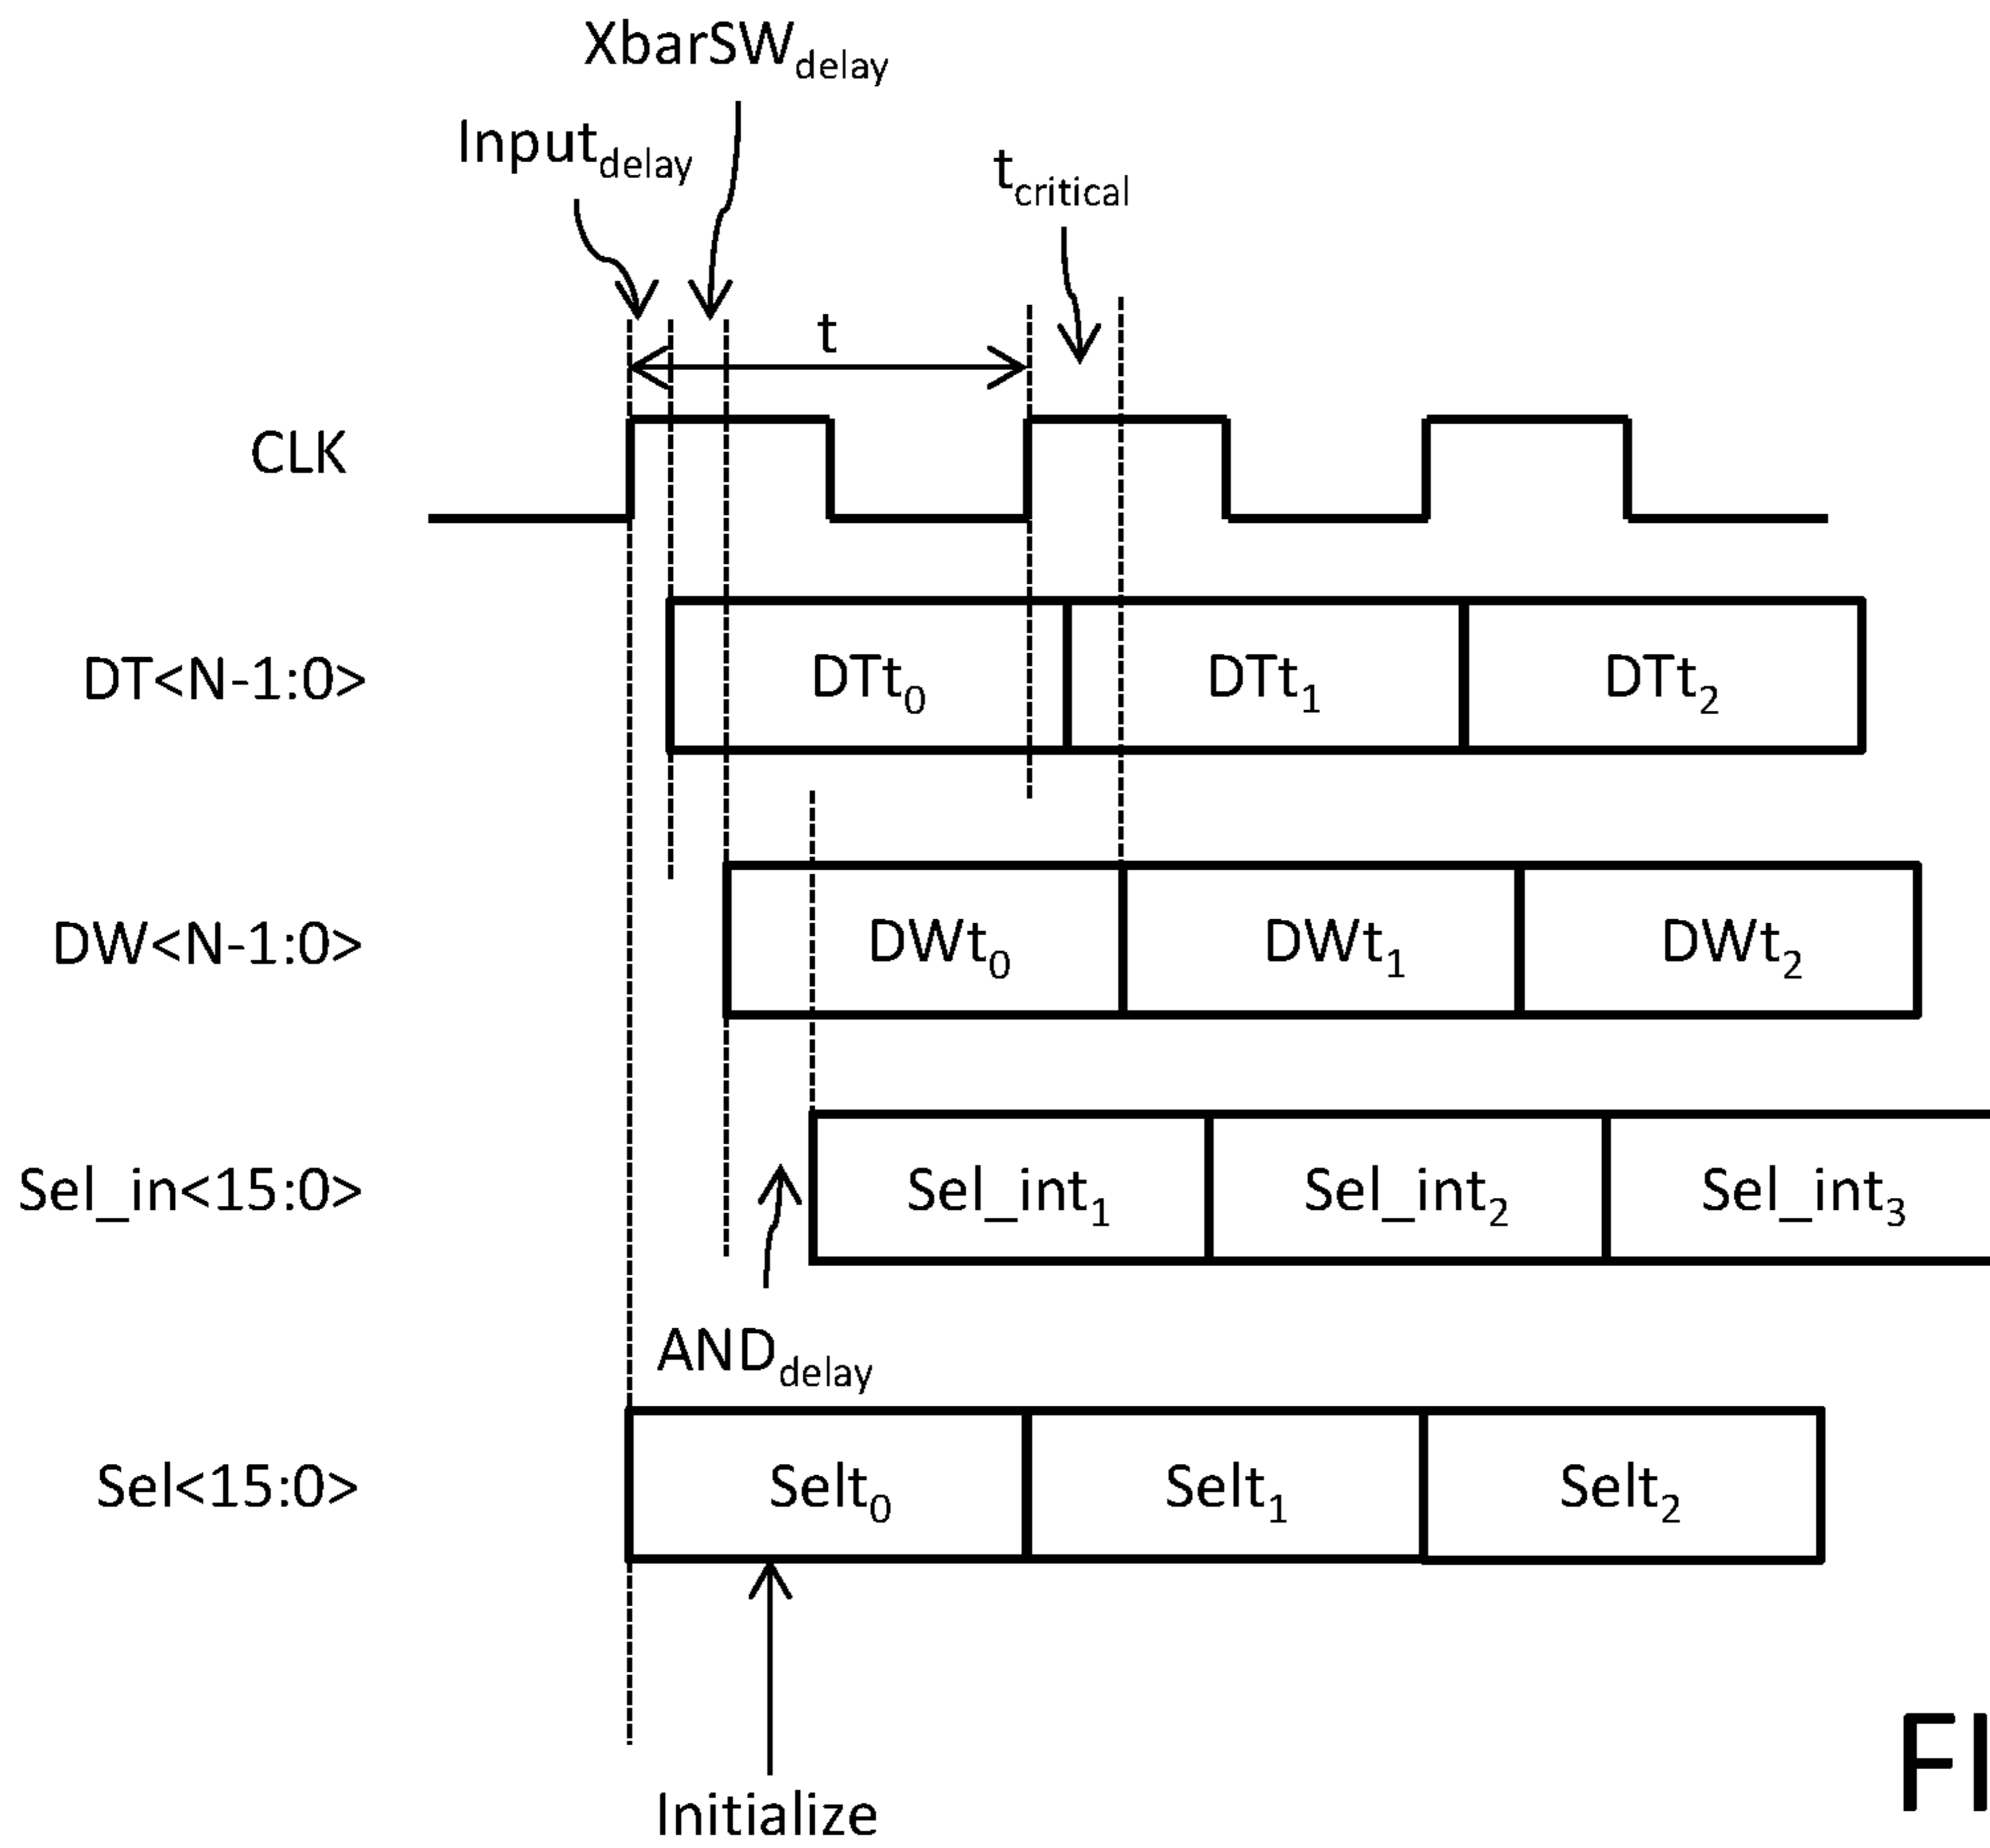 XbarSWdelay
Inputdelay
tcritical
t
CLK
DT<N-1:0>
DTt0
DTt1
DTt2
DW<N-1:0>
DWt0
DWt1
DWt2
Sel_in<15:0>
Sel_int1
Sel_int2
Sel_int3
ANDdelay
Sel<15:0>
Selt0
Selt1
Selt2
Initialize
FI